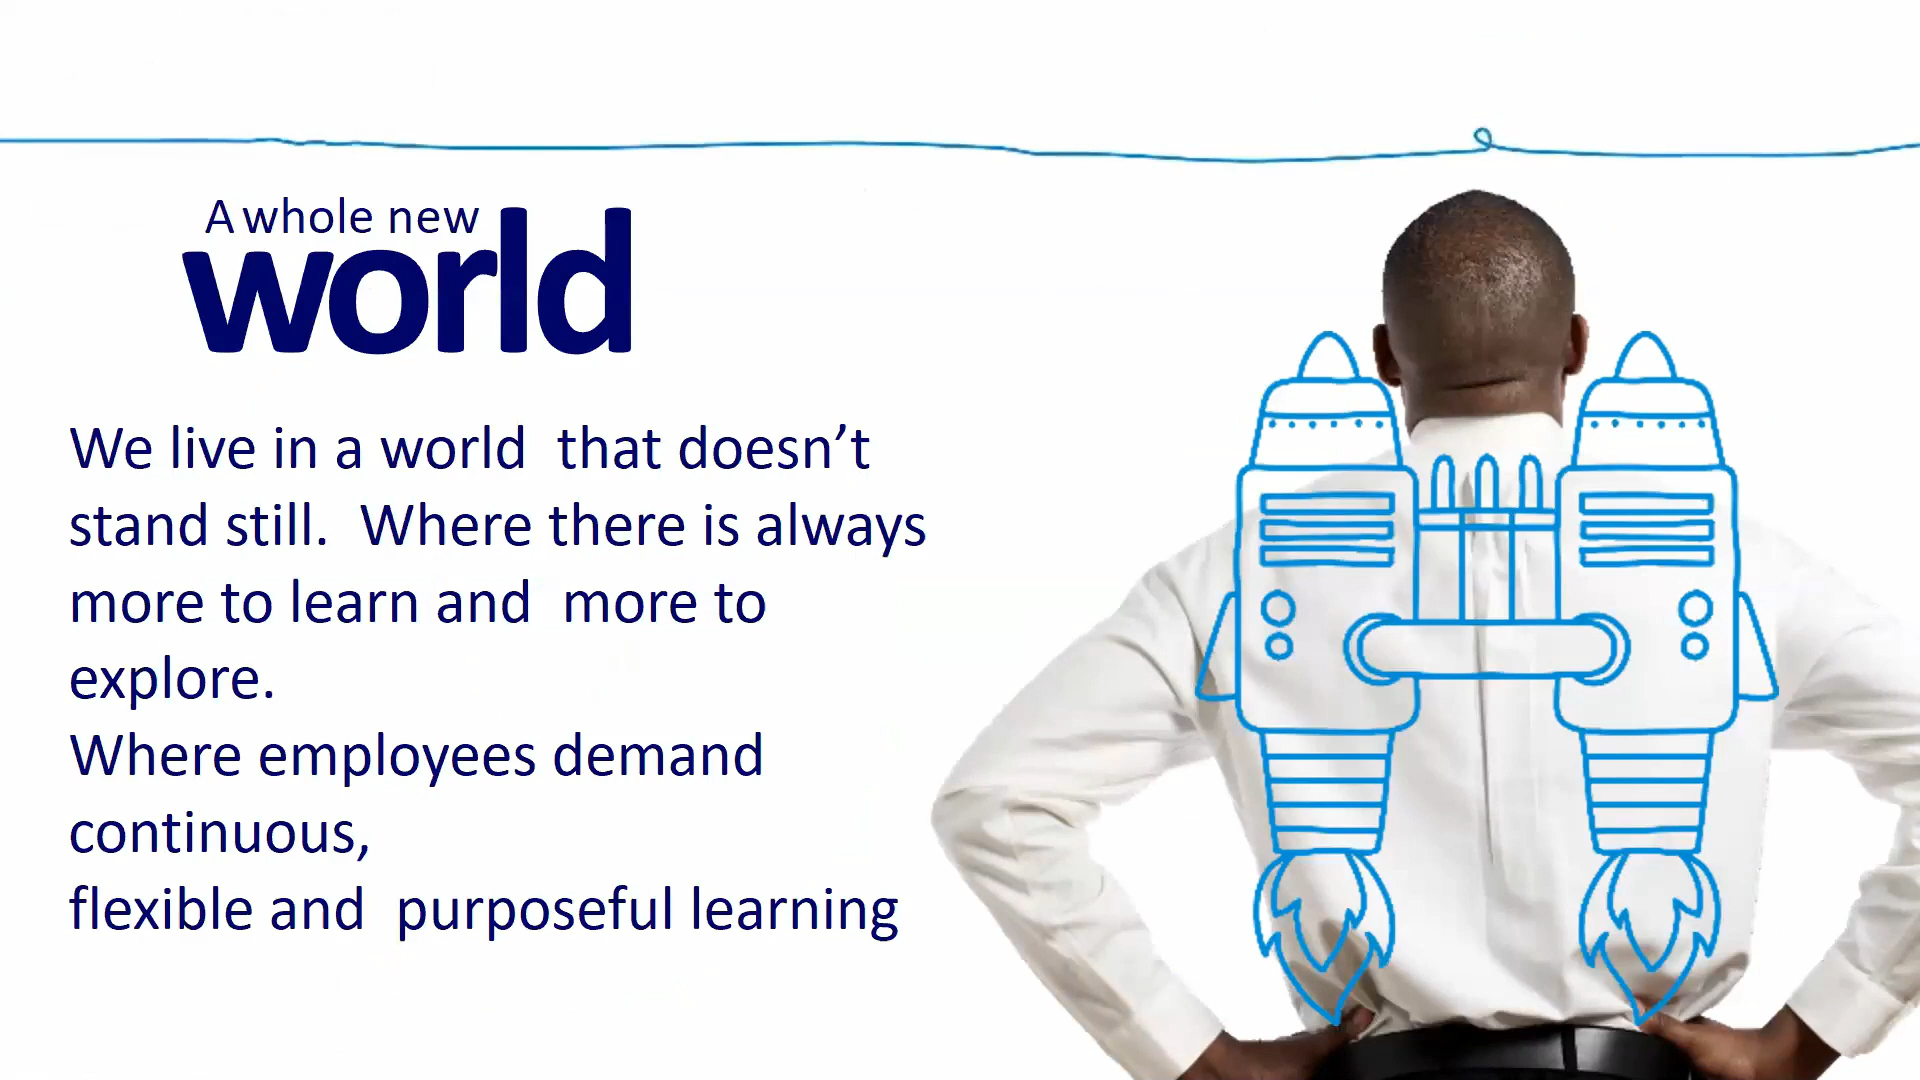 A whole new
world
We live in a world that doesn’t
stand still. Where there is always
more to learn and more to
explore.
Where employees demand
continuous,
flexible and purposeful learning